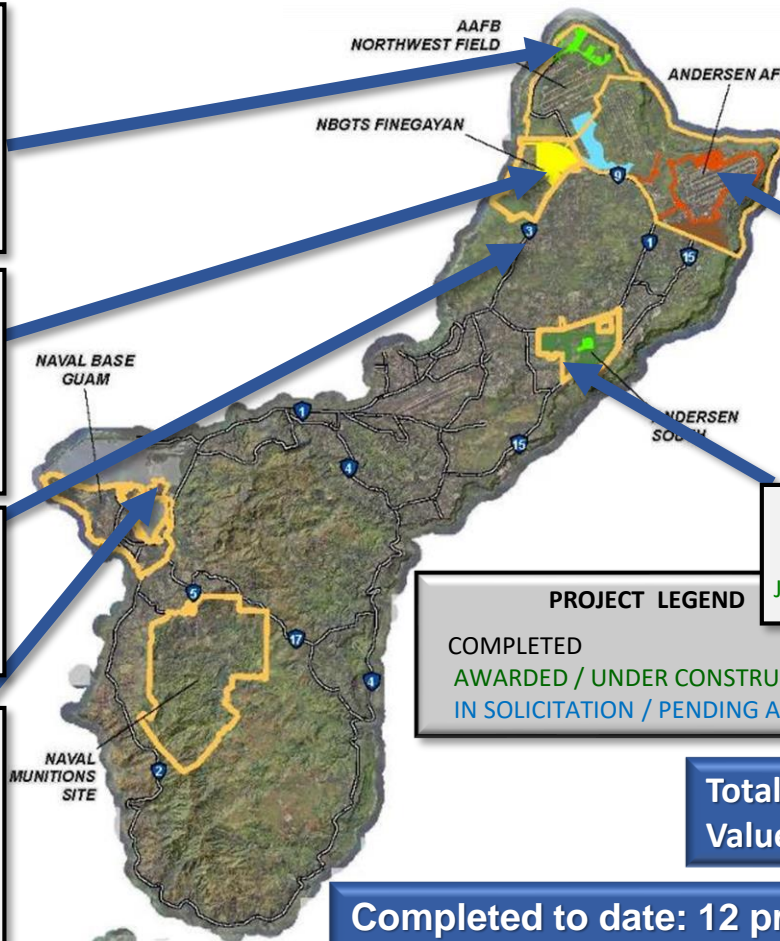 AAFB
NORTHWEST FIELD
ANDERSEN AF
NBGTS FINEGAYAN
9
3
1
15
NAVAL BASE
GUAM
1
ANDERSEN
SOUTH
15
4
J
PROJECT LEGEND
COMPLETED
AWARDED / UNDER CONSTRU
IN SOLICITATION / PENDING A
5
17
4
NAVAL
MUNITIONS
SITE
2
Total
Value
Completed to date: 12 pr